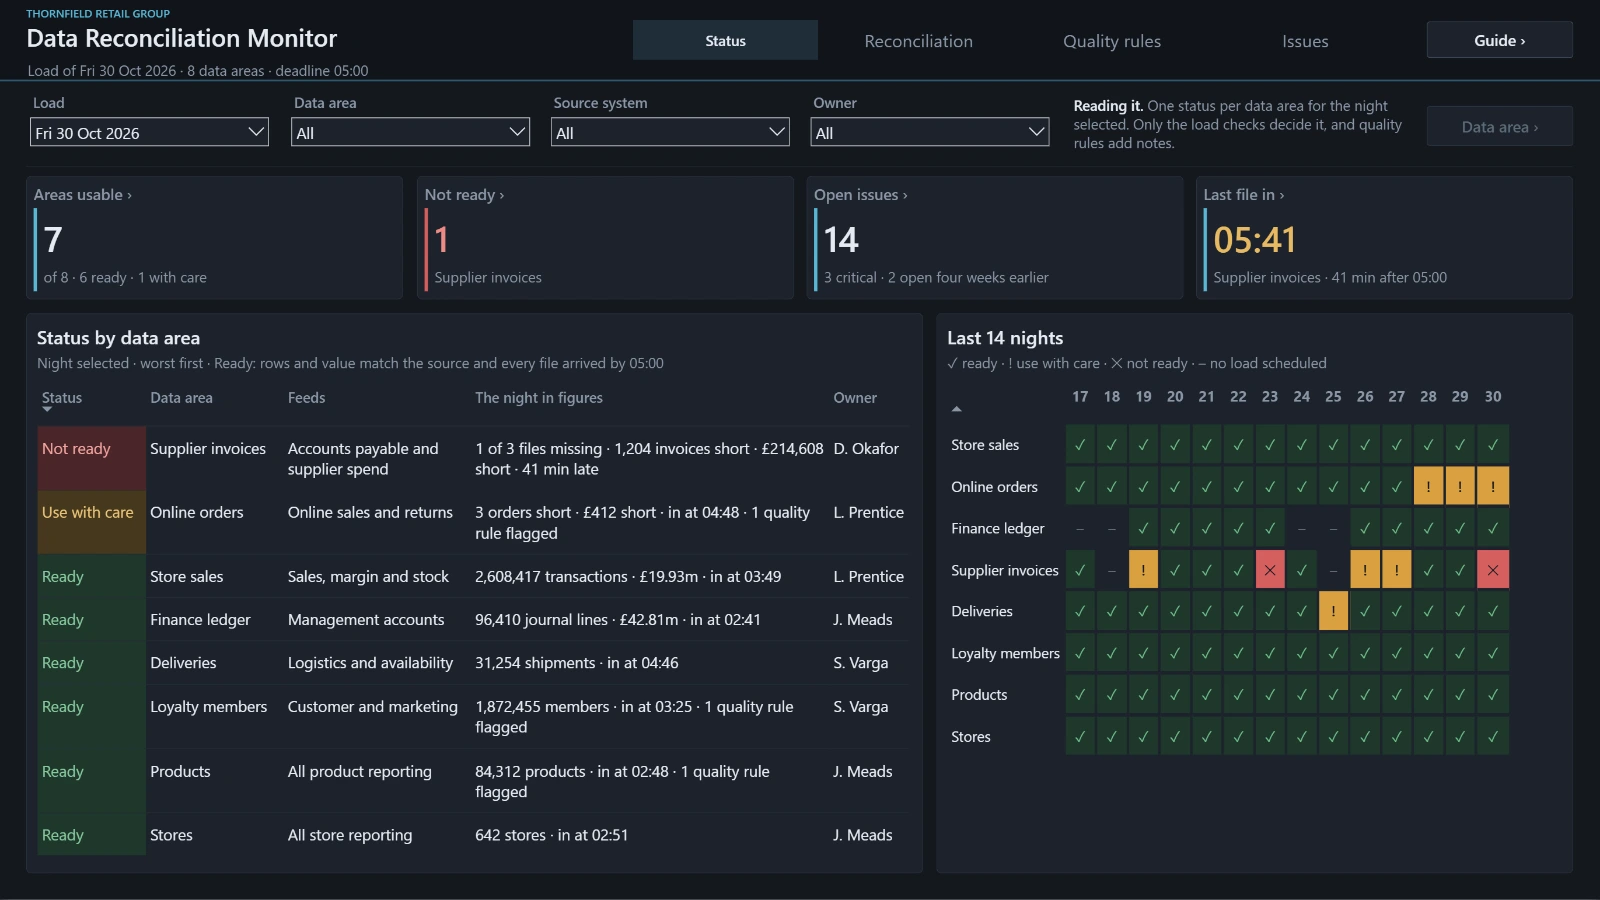 THORNFIELD RETAIL GROUP
Data Reconciliation Monitor
Load of Fri 30 Oct 2026 · 8 data areas · deadline 05:00
Status
Reconciliation
Quality rules
Issues
Guide ›
Load
Data area
Source system
Owner
Fri 30 Oct 2026
All
All
All
Reading it. One status per data area for the night
selected. Only the load checks decide it, and quality
rules add notes.
Data area ›
Areas usable ›
7
of 8 · 6 ready · 1 with care
Not ready ›
1
Supplier invoices
Open issues ›
14
3 critical · 2 open four weeks earlier
Last file in ›
05:41
Supplier invoices · 41 min after 05:00
Status by data area
Night selected · worst first · Ready: rows and value match the source and every file arrived by 05:00
Status Data area Feeds The night in figures Owner
Not ready Supplier invoices Accounts payable and 1 of 3 files missing · 1,204 invoices short · £214,608 D. Okafor
supplier spend short · 41 min late
Use with care Online orders Online sales and returns 3 orders short · £412 short · in at 04:48 · 1 quality L. Prentice
rule flagged
Ready Store sales Sales, margin and stock 2,608,417 transactions · £19.93m · in at 03:49 L. Prentice
Ready Finance ledger Management accounts 96,410 journal lines · £42.81m · in at 02:41 J. Meads
Ready Deliveries Logistics and availability 31,254 shipments · in at 04:46 S. Varga
Ready Loyalty members Customer and marketing 1,872,455 members · in at 03:25 · 1 quality rule S. Varga
flagged
Ready Products All product reporting 84,312 products · in at 02:48 · 1 quality rule J. Meads
flagged
Ready Stores All store reporting 642 stores · in at 02:51 J. Meads
Last 14 nights
✓ ready · ! use with care · ✕ not ready · – no load scheduled
17 18 19 20 21 22 23 24 25 26 27 28 29 30
Store sales ✓ ✓ ✓ ✓ ✓ ✓ ✓ ✓ ✓ ✓ ✓ ✓ ✓ ✓
Online orders ✓ ✓ ✓ ✓ ✓ ✓ ✓ ✓ ✓ ✓ ✓ ! ! !
Finance ledger – – ✓ ✓ ✓ ✓ ✓ – – ✓ ✓ ✓ ✓ ✓
Supplier invoices ✓ – ! ✓ ✓ ✓ ✕ ✓ – ! ! ✓ ✓ ✕
Deliveries ✓ ✓ ✓ ✓ ✓ ✓ ✓ ✓ ! ✓ ✓ ✓ ✓ ✓
Loyalty members ✓ ✓ ✓ ✓ ✓ ✓ ✓ ✓ ✓ ✓ ✓ ✓ ✓ ✓
Products ✓ ✓ ✓ ✓ ✓ ✓ ✓ ✓ ✓ ✓ ✓ ✓ ✓ ✓
Stores ✓ ✓ ✓ ✓ ✓ ✓ ✓ ✓ ✓ ✓ ✓ ✓ ✓ ✓